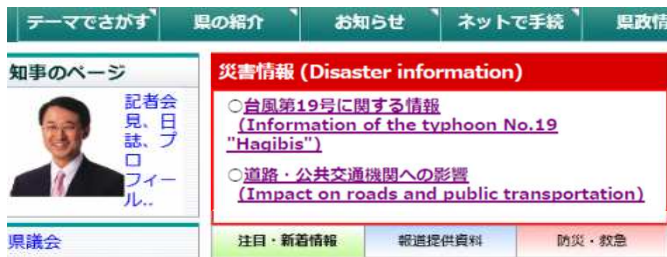 テーマでさがす 県の紹介 お知らせ ネットで手続 県政情
知事のページ
記者会
見、日
誌、プ
ロ
フィー
ル..
県議会
災害情報 (Disaster information)
○台風第19号に関する情報
(Information of the typhoon No.19
"Hagibis")
○道路・公共交通機関への影響
(Impact on roads and public transportation)
注目・新着情報 報道提供資料 防災・救急